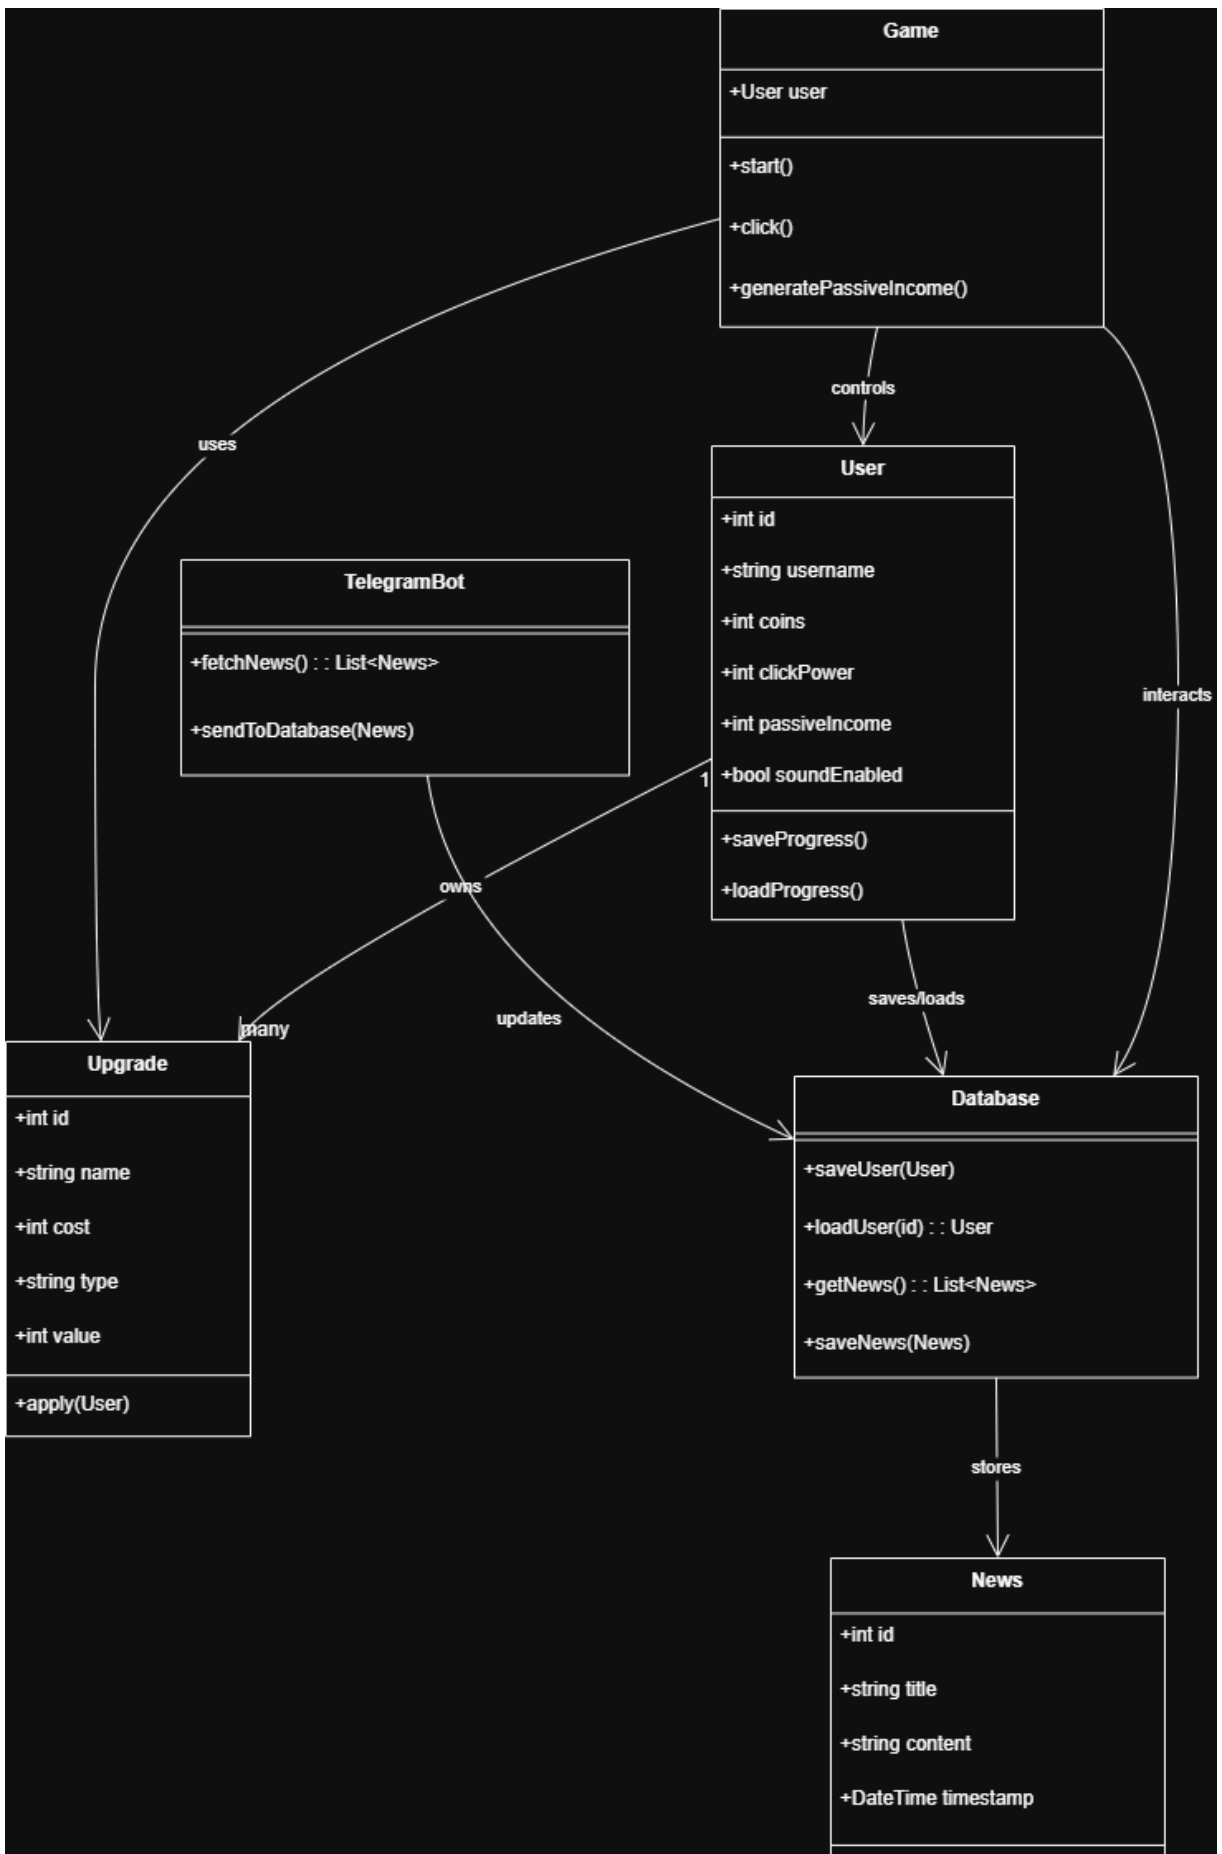 Game
+User user
+start()
+click()
+generatePassiveIncome()
controls
uses
interacts
User
+int id
+string username
+int coins
+int clickPower
+int passiveIncome
+bool soundEnabled
+saveProgress()
+loadProgress()
TelegramBot
+fetchNews() : : List<News>
+sendToDatabase(News)
1
owns
many
updates
saves/loads
Upgrade
+int id
+string name
+int cost
+string type
+int value
+apply(User)
Database
+saveUser(User)
+loadUser(id) : : User
+getNews() : : List<News>
+saveNews(News)
stores
News
+int id
+string title
+string content
+DateTime timestamp